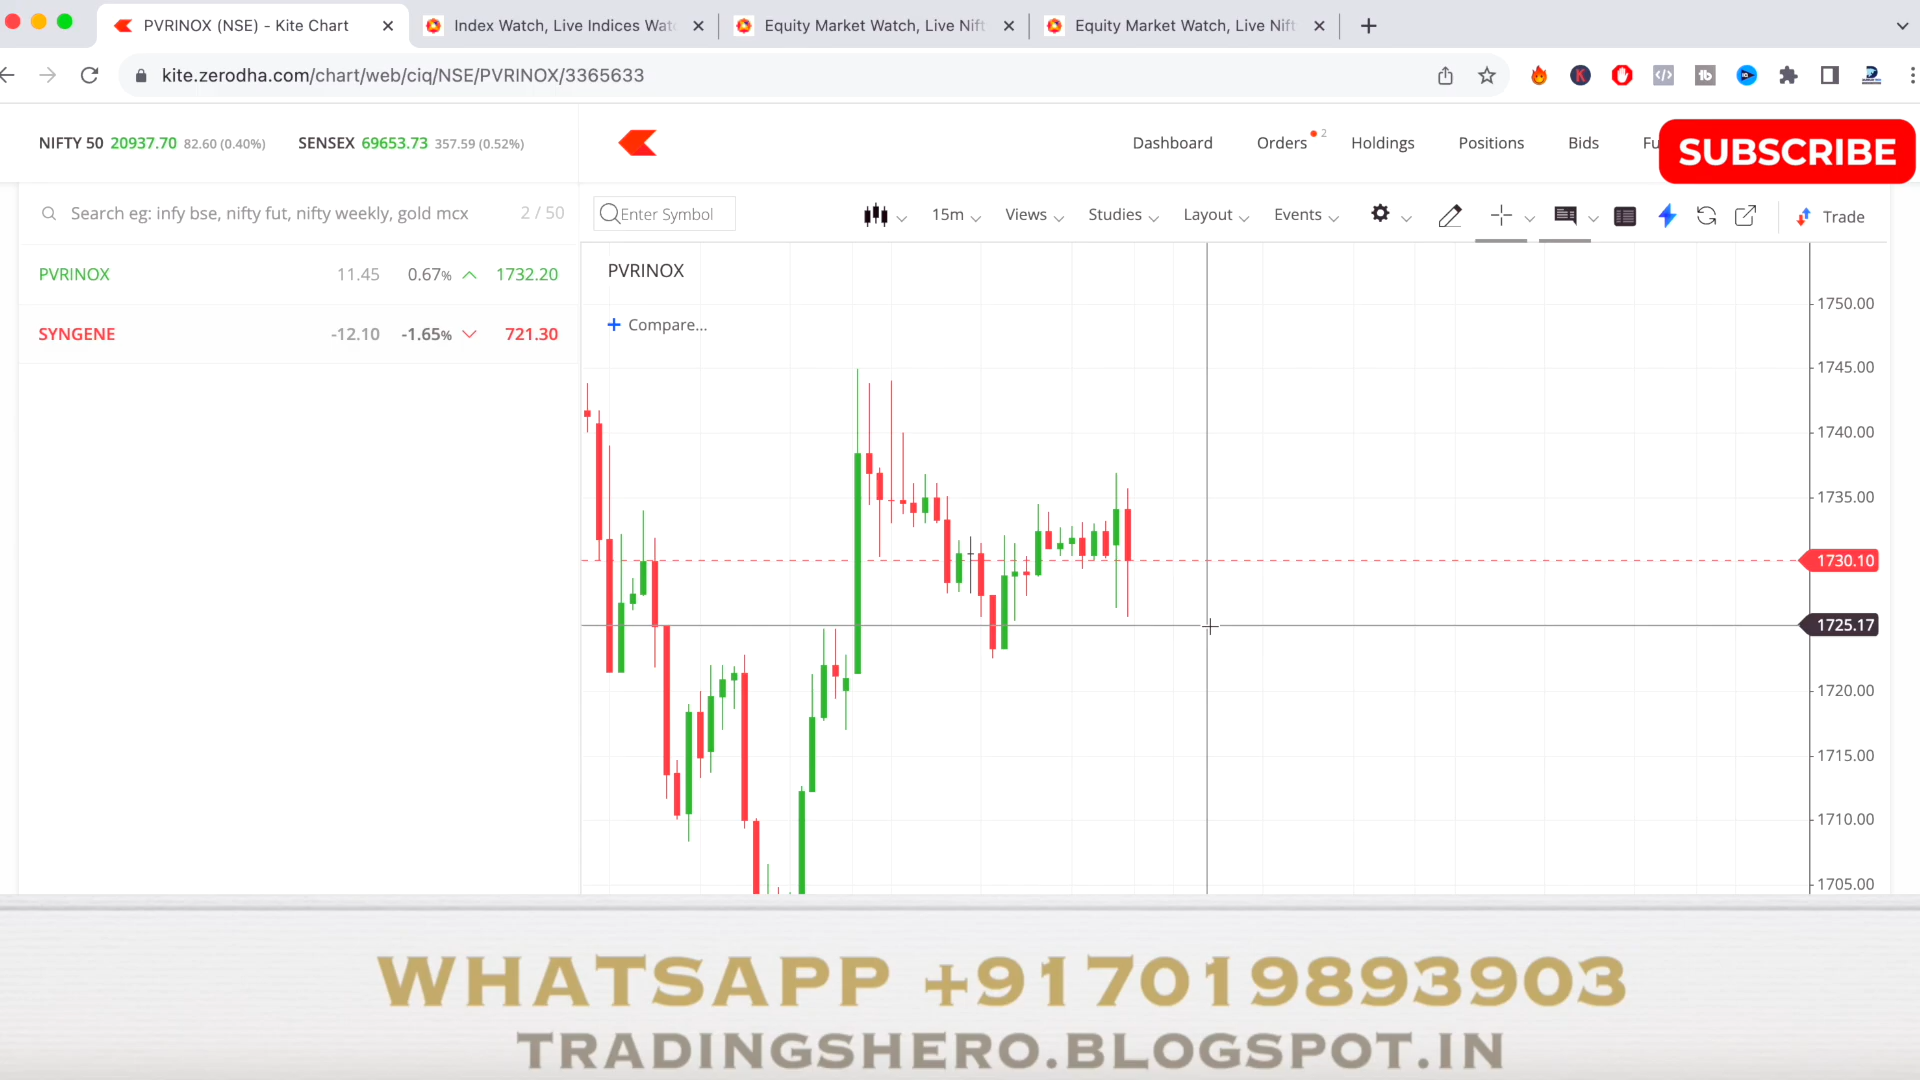 PVRINOX (NSE) - Kite Chart
Index Watch, Live Indices Wat
Equity Market Watch, Live Nift
Equity Market Watch, Live Nift
kite.zerodha.com/chart/web/ciq/NSE/PVRINOX/3365633
NIFTY 50 20937.70 82.60 (0.40%) SENSEX 69653.73 357.59 (0.52%)
Dashboard Orders 2 Holdings Positions Bids Fu
SUBSCRIBE
Search eg: infy bse, nifty fut, nifty weekly, gold mcx 2 / 50
Enter Symbol 15m Views Studies Layout Events Trade
PVRINOX 11.45 0.67% 1732.20
SYNGENE -12.10 -1.65% 721.30
PVRINOX
+ Compare...
1750.00
1745.00
1740.00
1735.00
1730.10
1725.17
1720.00
1715.00
1710.00
1705.00
WHATSAPP +917019893903
TRADINGSHERO.BLOGSPOT.IN